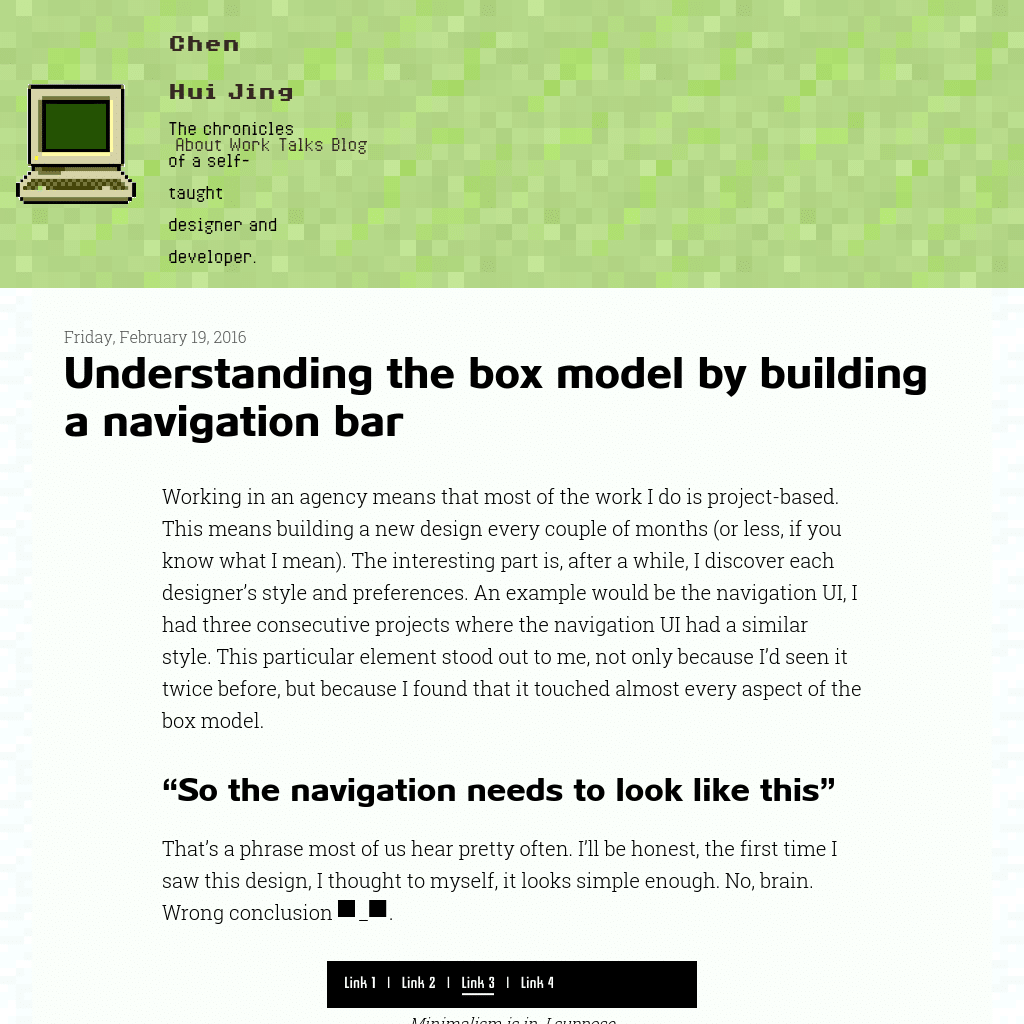 Chen
Hui Jing
The chronicles
About Work Talks Blog
of a self-
taught
designer and
developer.
Friday, February 19, 2016
Understanding the box model by building
a navigation bar
Working in an agency means that most of the work I do is project-based.
This means building a new design every couple of months (or less, if you
know what I mean). The interesting part is, after a while, I discover each
designer’s style and preferences. An example would be the navigation UI, I
had three consecutive projects where the navigation UI had a similar
style. This particular element stood out to me, not only because I’d seen it
twice before, but because I found that it touched almost every aspect of the
box model.
“So the navigation needs to look like this”
That’s a phrase most of us hear pretty often. I’ll be honest, the first time I
saw this design, I thought to myself, it looks simple enough. No, brain.
Wrong conclusion ■_■.
Link 1 | Link 2 | Link 3 | Link 4
Minimalism is in, I suppose